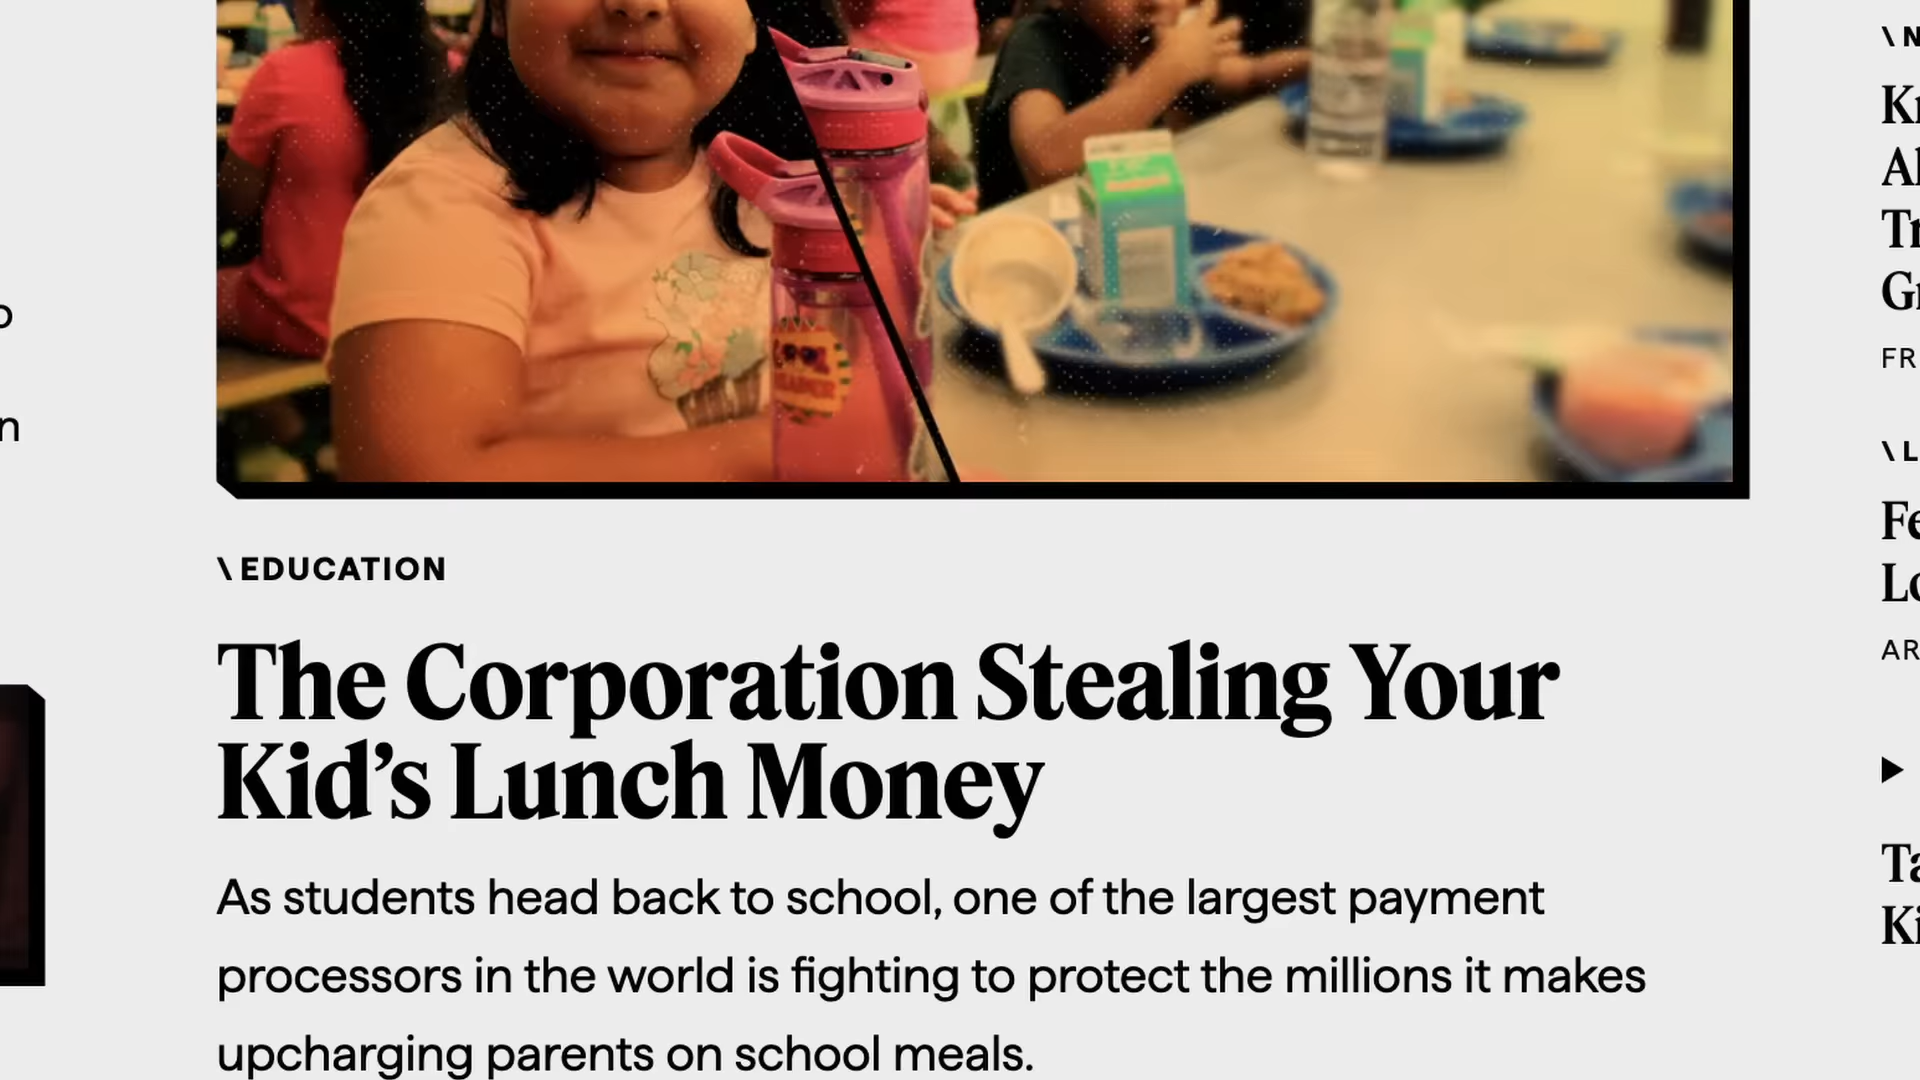 \ EDUCATION
The Corporation Stealing Your
Kid’s Lunch Money
As students head back to school, one of the largest payment
processors in the world is fighting to protect the millions it makes
upcharging parents on school meals.